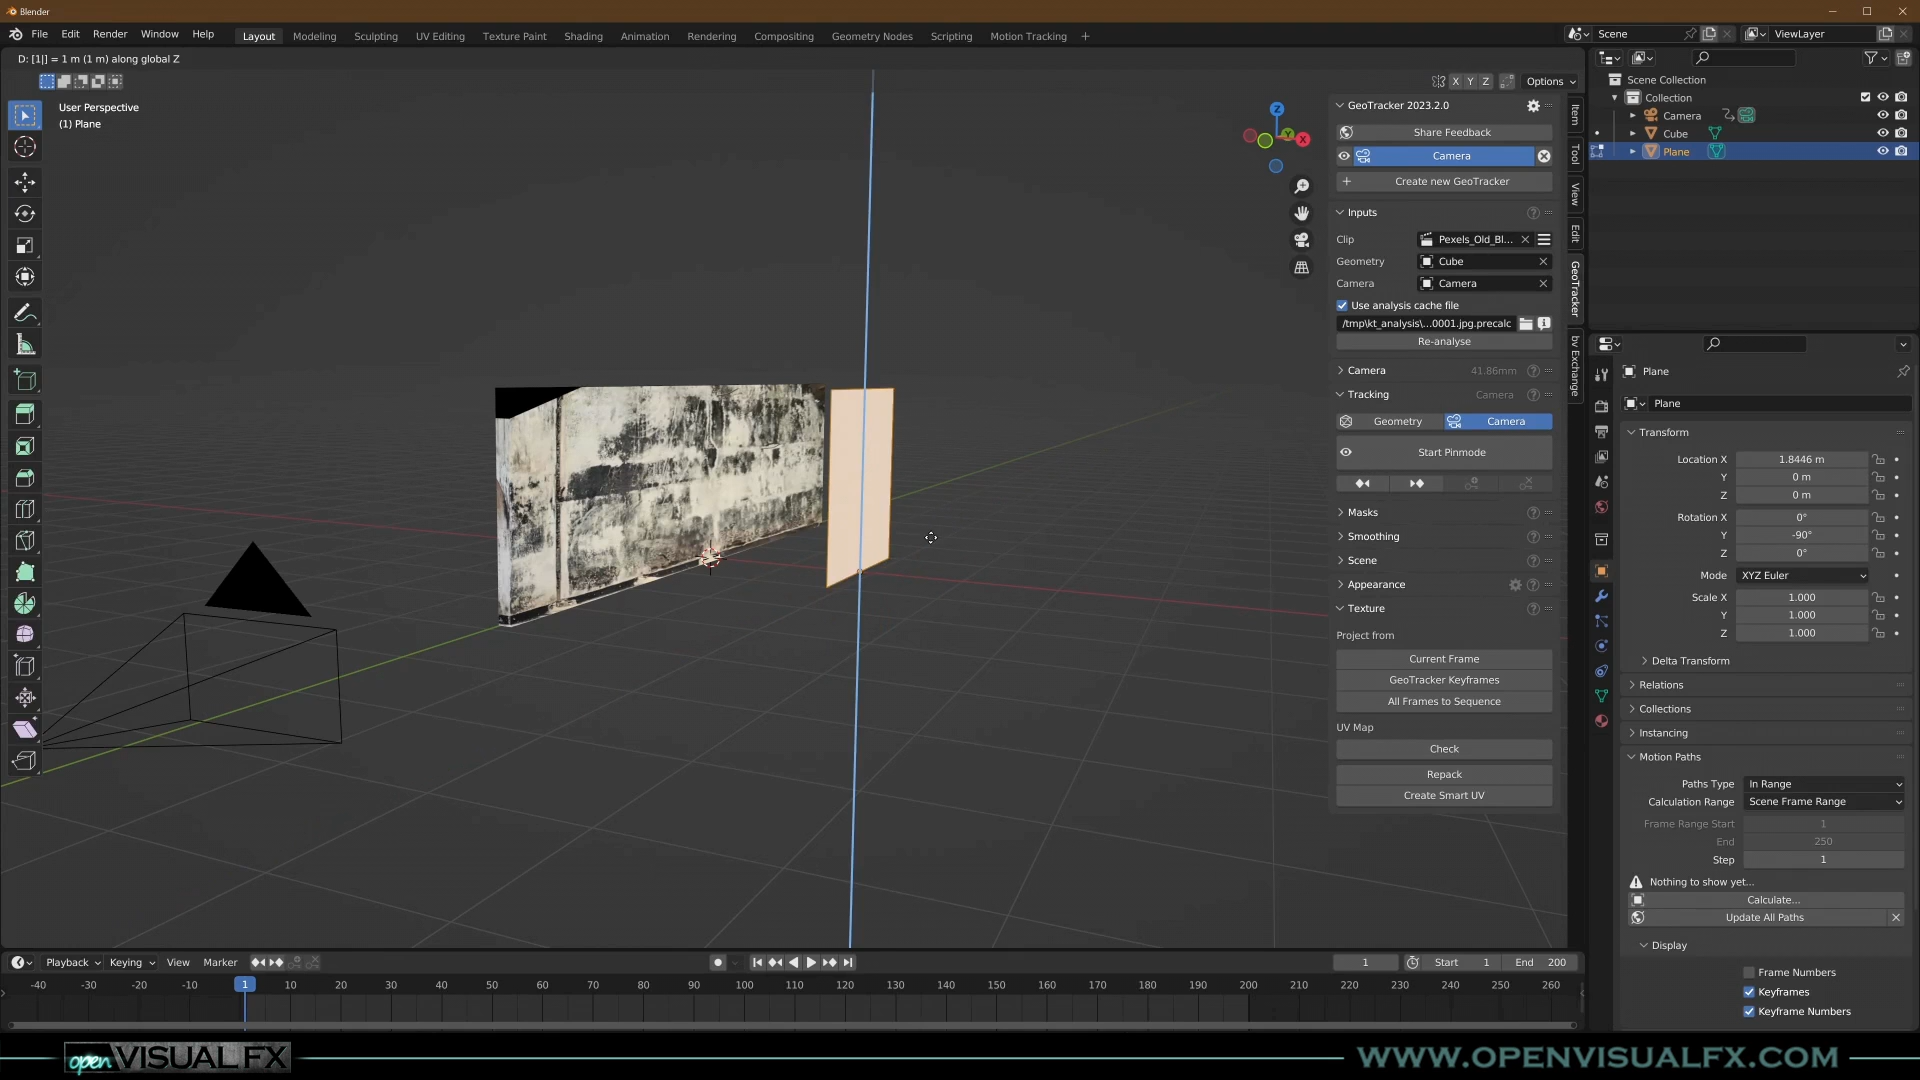 Blender
File Edit Render Window Help
Layout Modeling Sculpting UV Editing Texture Paint Shading Animation Rendering Compositing Geometry Nodes Scripting Motion Tracking +
Scene
ViewLayer
D: [1|] = 1 m (1 m) along global Z
X Y Z
Options
User Perspective
(1) Plane
Z
Y
X
GeoTracker 2023.2.0
Share Feedback
Camera
Create new GeoTracker
Inputs
Clip Pexels_Old_Bl...
Geometry Cube
Camera Camera
Use analysis cache file
/tmp\kt_analysis\...0001.jpg.precalc
Re-analyse
Camera 41.86mm
Tracking Camera
Geometry Camera
Start Pinmode
Masks
Smoothing
Scene
Appearance
Texture
Project from
Current Frame
GeoTracker Keyframes
All Frames to Sequence
UV Map
Check
Repack
Create Smart UV
Item
Tool
View
Edit
GeoTracker
bv Exchange
Scene Collection
Collection
Camera
Cube
Plane
Plane
Plane
Transform
Location X 1.8446 m
Y 0 m
Z 0 m
Rotation X 0°
Y -90°
Z 0°
Mode XYZ Euler
Scale X 1.000
Y 1.000
Z 1.000
Delta Transform
Relations
Collections
Instancing
Motion Paths
Paths Type In Range
Calculation Range Scene Frame Range
Frame Range Start 1
End 250
Step 1
Nothing to show yet...
Calculate...
Update All Paths
Display
Frame Numbers
Keyframes
Keyframe Numbers
Playback Keying View Marker
1
Start 1 End 200
-40 -30 -20 -10 1 10 20 30 40 50 60 70 80 90 100 110 120 130 140 150 160 170 180 190 200 210 220 230 240 250 260
open VISUALFX
WWW.OPENVISUALFX.COM